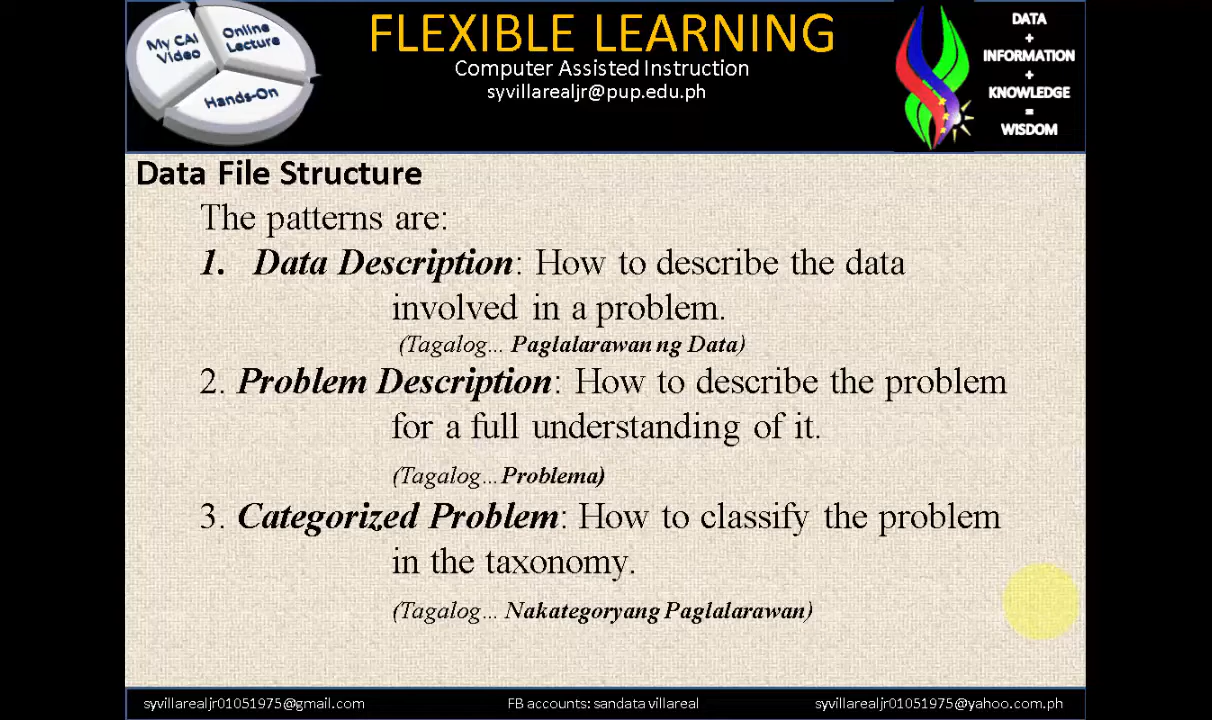 My CAI
Video
Online
Lecture
Hands-On
FLEXIBLE LEARNING
Computer Assisted Instruction
syvillarealjr@pup.edu.ph
DATA
+
INFORMATION
+
KNOWLEDGE
=
WISDOM
Data File Structure
The patterns are:
1. Data Description: How to describe the data
involved in a problem.
(Tagalog... Paglalarawan ng Data)
2. Problem Description: How to describe the problem
for a full understanding of it.
(Tagalog... Problema)
3. Categorized Problem: How to classify the problem
in the taxonomy.
(Tagalog... Nakategoryang Paglalarawan)
syvillarealjr01051975@gmail.com
FB accounts: sandata villareal
syvillarealjr01051975@yahoo.com.ph